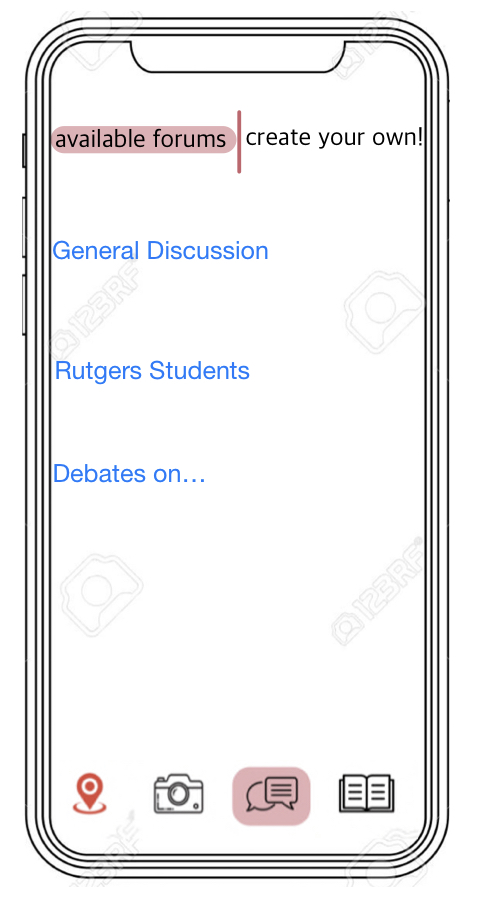 available forums
create your own!
General Discussion
Rutgers Students
Debates on…
123RF
123RF
123RF
123RF